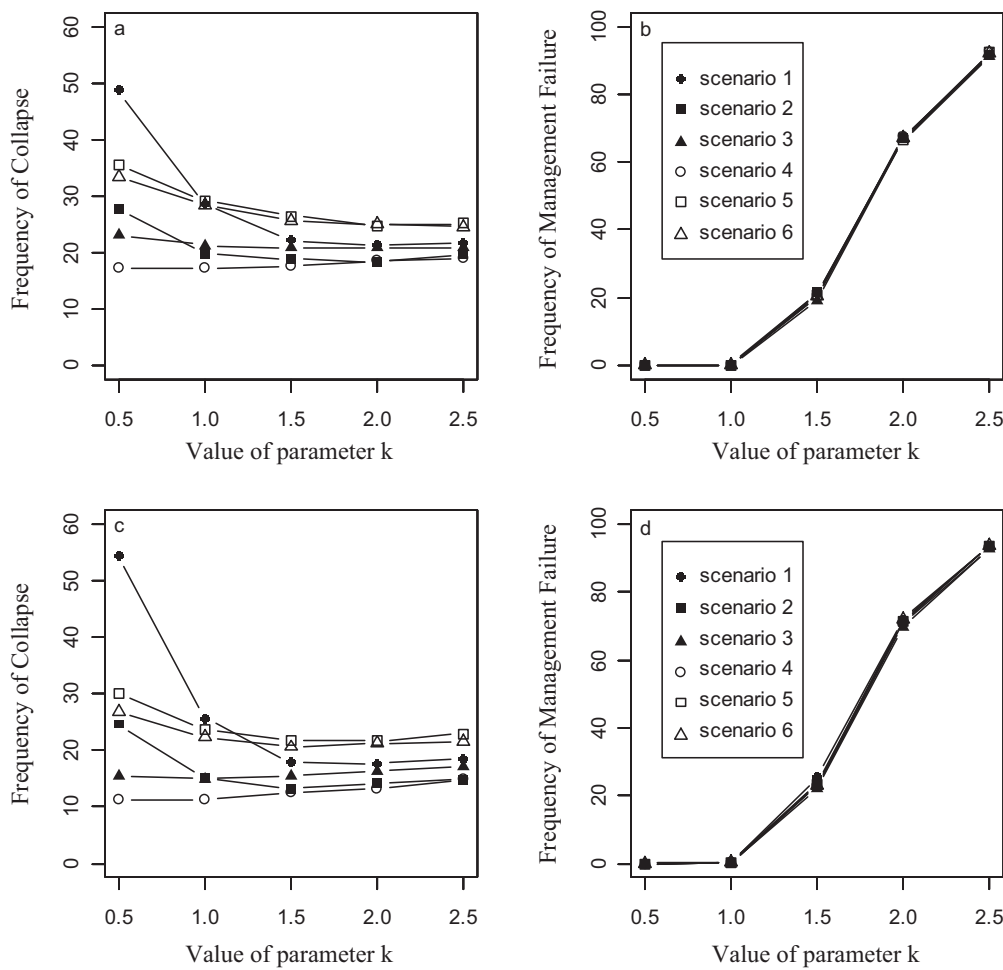 a
60
50
40
30
20
10
0
Frequency of Collapse
0.5 1.0 1.5 2.0 2.5
Value of parameter k
b
100
80
60
40
20
0
Frequency of Management Failure
scenario 1
scenario 2
scenario 3
scenario 4
scenario 5
scenario 6
0.5 1.0 1.5 2.0 2.5
Value of parameter k
c
60
50
40
30
20
10
0
Frequency of Collapse
0.5 1.0 1.5 2.0 2.5
Value of parameter k
d
100
80
60
40
20
0
Frequency of Management Failure
scenario 1
scenario 2
scenario 3
scenario 4
scenario 5
scenario 6
0.5 1.0 1.5 2.0 2.5
Value of parameter k